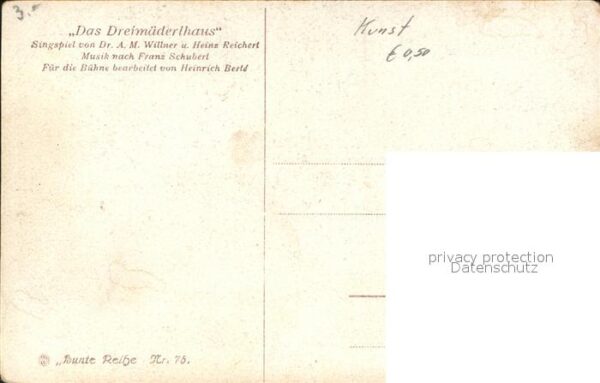 3.-
„Das Dreimäderlhaus"
Singspiel von Dr. A. M. Willner u. Heinz Reichert
Musik nach Franz Schubert
Für die Bühne bearbeitet von Heinrich Berté
Kunst
€ 0,50
privacy protection
Datenschutz
„Bunte Reihe Nr. 76.